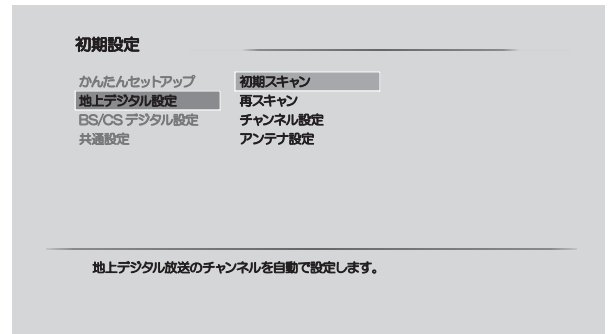 初期設定
かんたんセットアップ
地上デジタル設定
BS/CS デジタル設定
共通設定
初期スキャン
再スキャン
チャンネル設定
アンテナ設定
地上デジタル放送のチャンネルを自動で設定します。